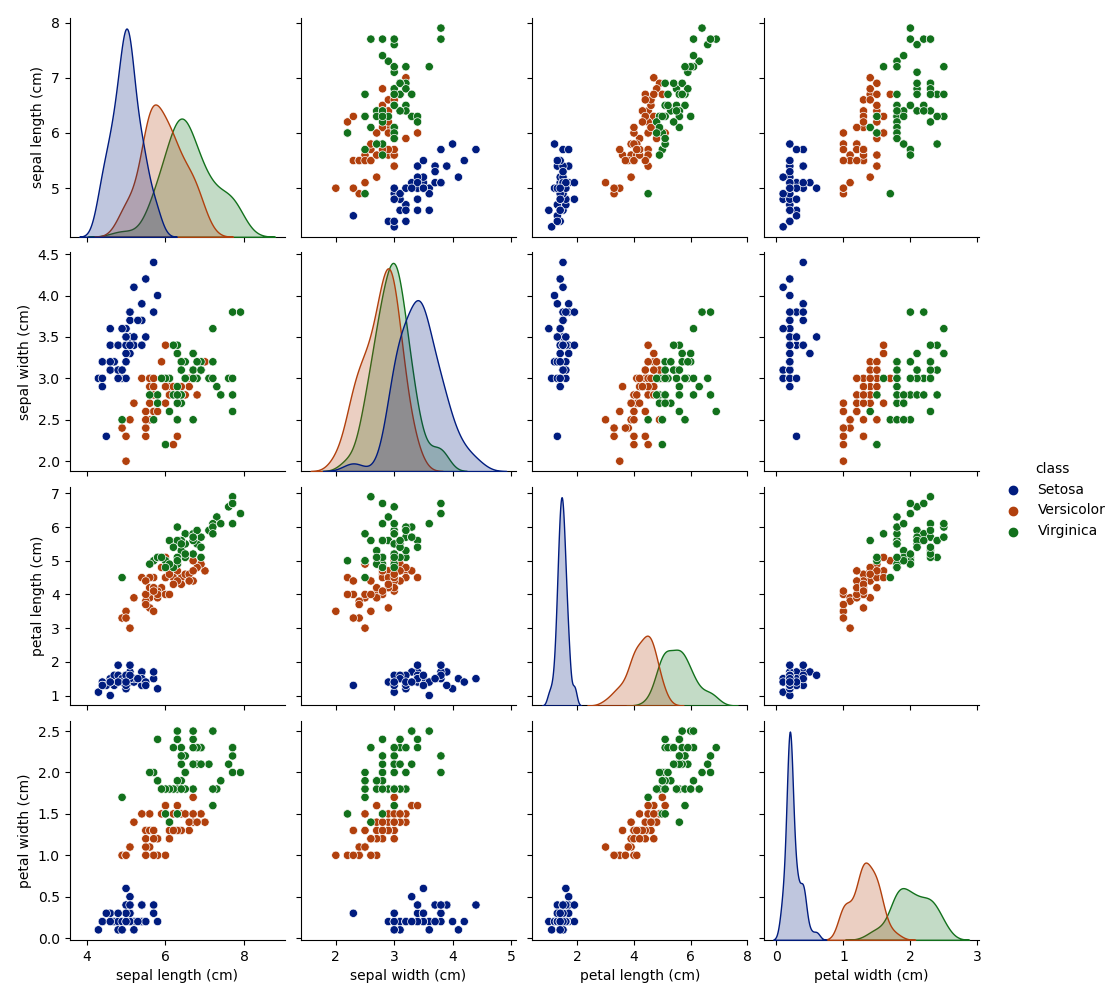 8
7
6
5
sepal length (cm)
4.5
4.0
3.5
3.0
2.5
2.0
sepal width (cm)
class
Setosa
Versicolor
Virginica
7
6
5
4
3
2
1
petal length (cm)
2.5
2.0
1.5
1.0
0.5
0.0
petal width (cm)
4 6 8
sepal length (cm)
2 3 4 5
sepal width (cm)
2 4 6 8
petal length (cm)
0 1 2 3
petal width (cm)